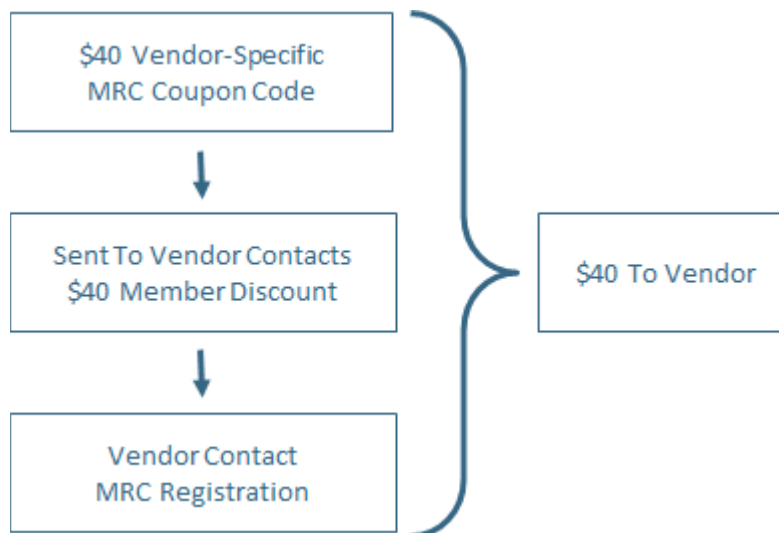 $40 Vendor-Specific
MRC Coupon Code
Sent To Vendor Contacts
$40 Member Discount
$40 To Vendor
Vendor Contact
MRC Registration